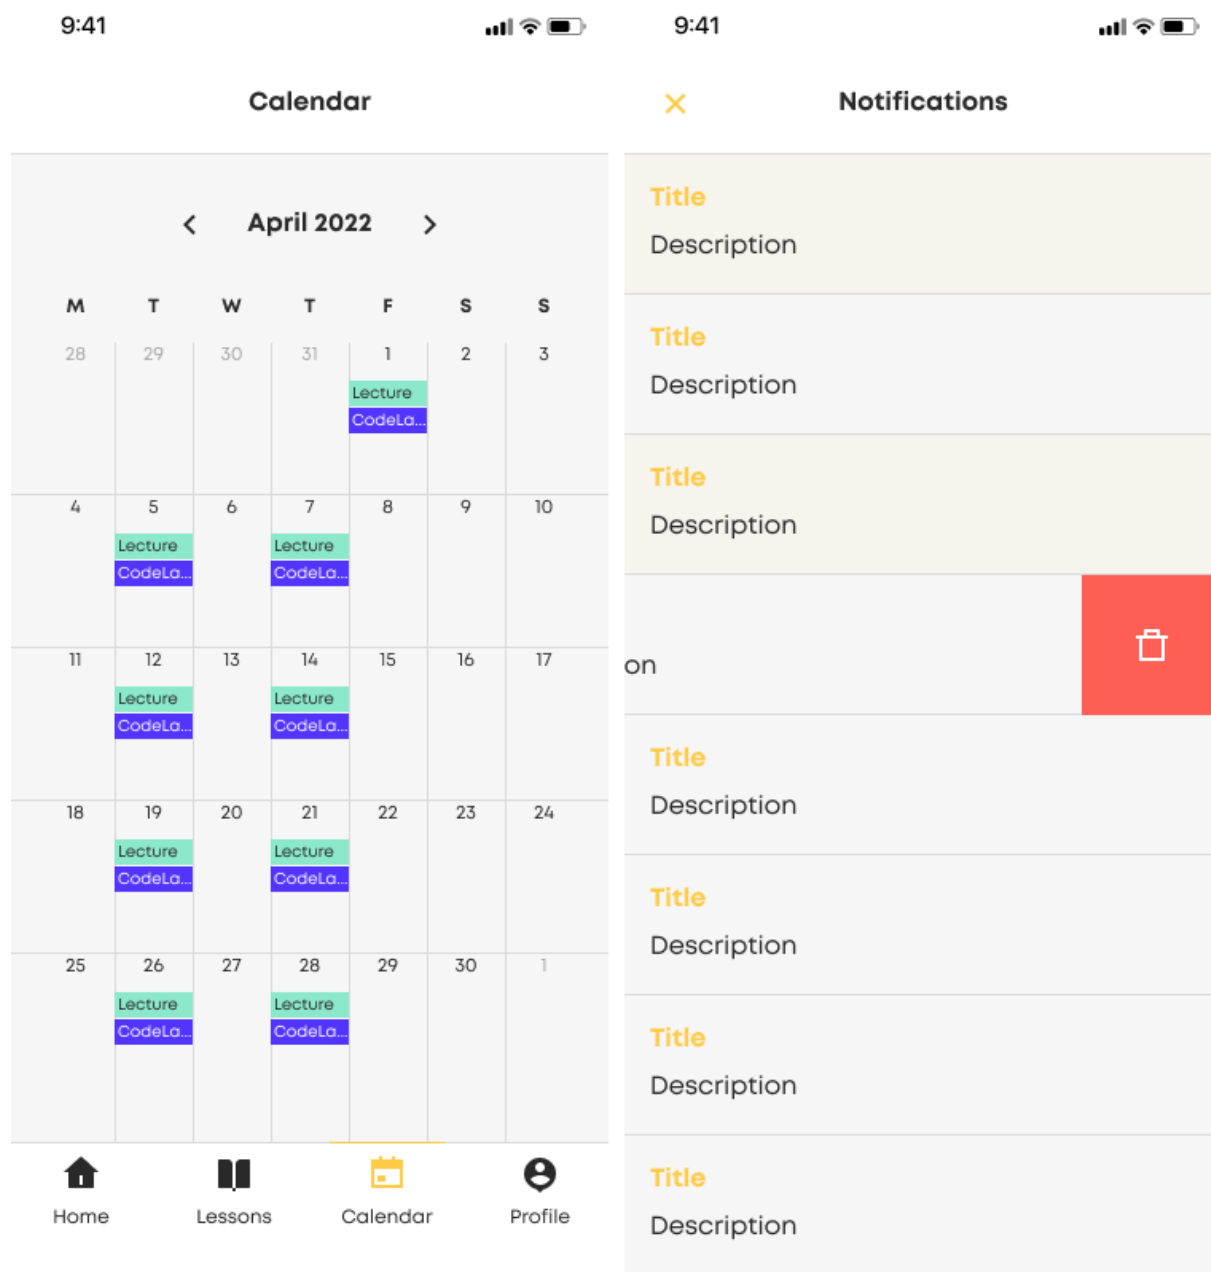 9:41
Calendar
April 2022
M T W T F S S
28 29 30 31 1 2 3
Lecture
CodeLa...
4 5 6 7 8 9 10
Lecture Lecture
CodeLa... CodeLa...
11 12 13 14 15 16 17
Lecture Lecture
CodeLa... CodeLa...
18 19 20 21 22 23 24
Lecture Lecture
CodeLa... CodeLa...
25 26 27 28 29 30 1
Lecture Lecture
CodeLa... CodeLa...
Home Lessons Calendar Profile
9:41
Notifications
Title
Description
Title
Description
Title
Description
on
Title
Description
Title
Description
Title
Description
Title
Description